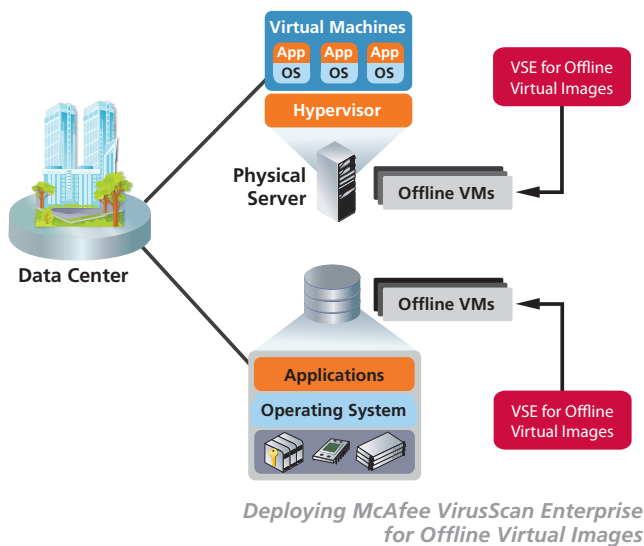 Virtual Machines
App App App
OS OS OS
Hypervisor
VSE for Offline
Virtual Images
Physical
Server
Offline VMs
Data Center
Offline VMs
Applications
Operating System
VSE for Offline
Virtual Images
Deploying McAfee VirusScan Enterprise
for Offline Virtual Images